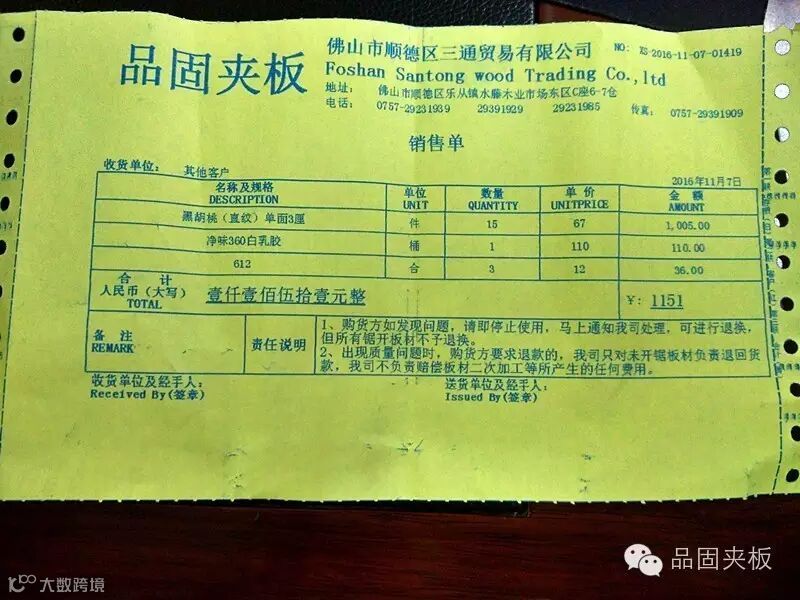 品固夹板
佛山市顺德区三通贸易有限公司 NO: XS-2016-11-07-01419
Foshan Santong wood Trading Co.,ltd
地址: 佛山市顺德区乐从镇水藤木业市场东区C座6-7仓
电话: 0757-29231939 29391929 29231985 传真: 0757-29391909
销售单
收货单位: 其他客户 2016年11月7日
名称及规格 单位 数量 单价 金额
DESCRIPTION UNIT QUANTITY UNITPRICE AMOUNT
黑胡桃(直纹)单面3厘 件 15 67 1,005.00
净味360白乳胶 桶 1 110 110.00
612 合 3 12 36.00
合计
人民币(大写) 壹仟壹佰伍拾壹元整 ¥: 1151
TOTAL
备注
REMARK
责任说明
1、购货方如发现问题,请即停止使用,马上通知我司处理,可进行退换,
但所有锯开板材不予退换。
2、出现质量问题时,购货方要求退款的,我司只对未开锯板材负责退回货
款,我司不负责赔偿板材二次加工等所产生的任何费用。
收货单位及经手人: 送货单位及经手人:
Received By(签章) Issued By(签章)
品固夹板
大数跨境